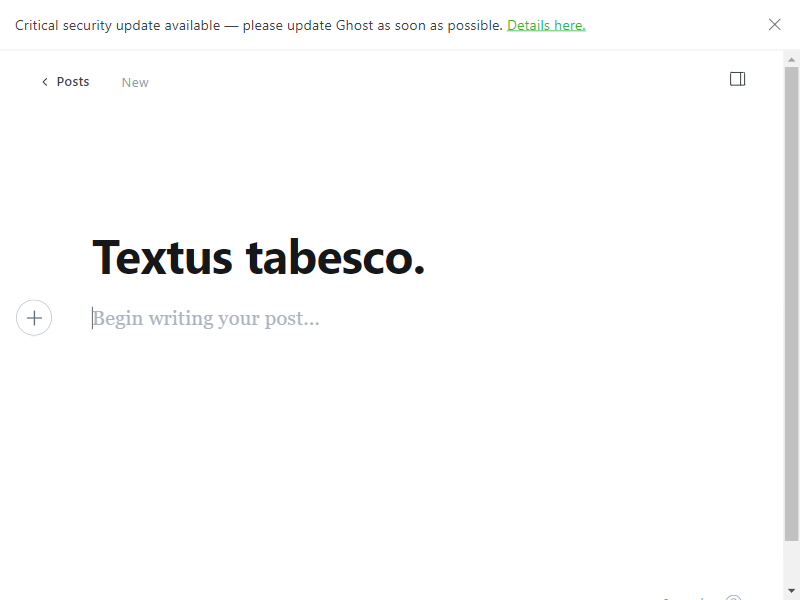 Critical security update available — please update Ghost as soon as possible. Details here.
Posts
New
Textus tabesco.
Begin writing your post...